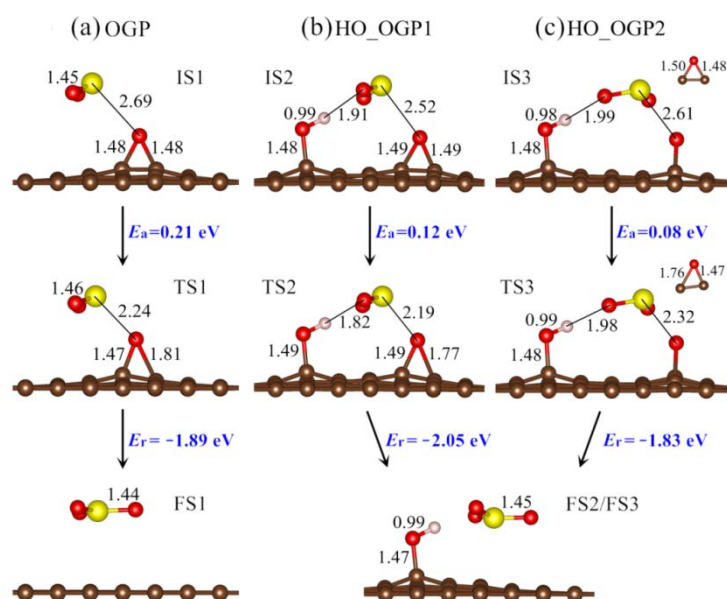 (a) OGP
(b) HO_OGP1
(c) HO_OGP2
IS1
1.45
2.69
1.48
1.48
IS2
0.99
1.91
2.52
1.48
1.49
1.49
IS3
1.50
1.48
0.98
1.99
2.61
1.48
Ea=0.21 eV
Ea=0.12 eV
Ea=0.08 eV
TS1
1.46
2.24
1.47
1.81
TS2
0.99
1.82
2.19
1.49
1.49
1.77
TS3
1.76
1.47
0.99
1.98
2.32
1.48
Er= −1.89 eV
Er= −2.05 eV
Er= −1.83 eV
1.44
FS1
0.99
1.47
1.45
FS2/FS3